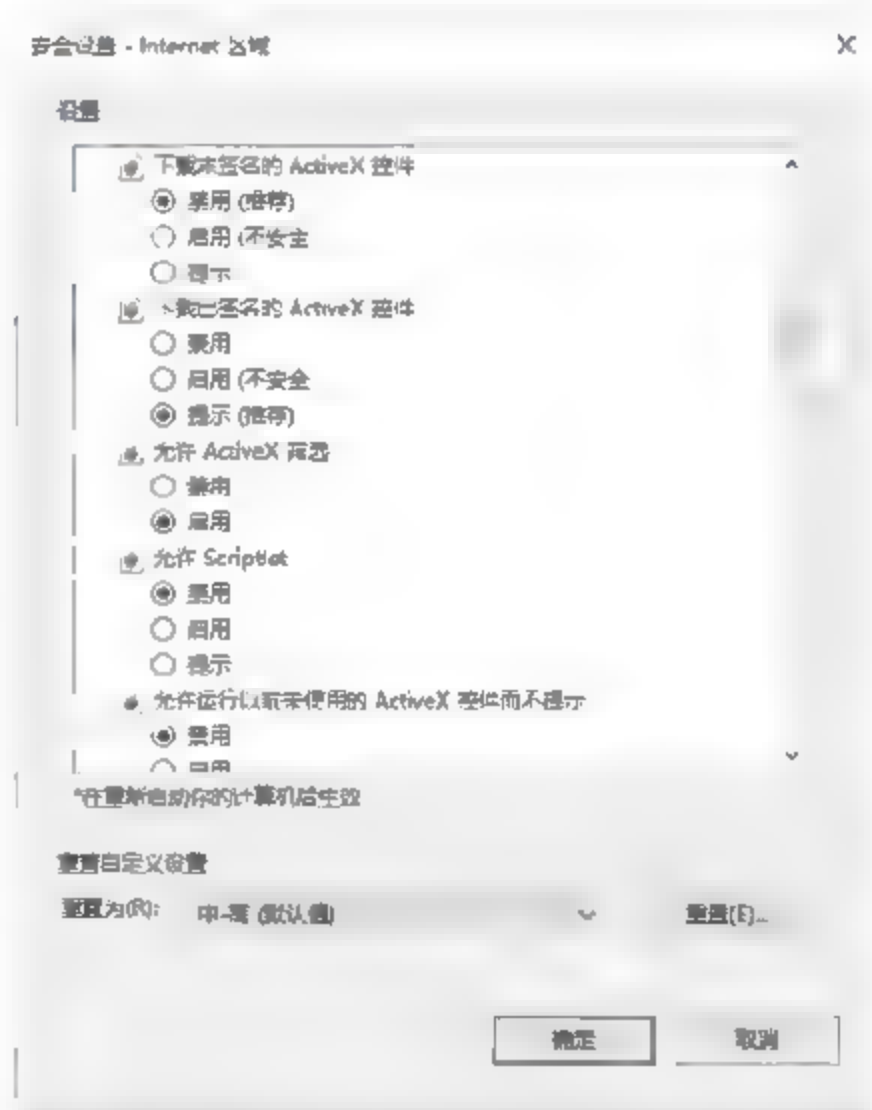 安全设置 - Internet 区域
设置
下载未签名的 ActiveX 控件
禁用 (推荐)
启用 (不安全
提示
下载已签名的 ActiveX 控件
禁用
启用 (不安全
提示 (推荐)
允许 ActiveX 筛选
禁用
启用
允许 Scriptlet
禁用
启用
提示
允许运行以前未使用的 ActiveX 控件而不提示
禁用
启用
*在重新启动你的计算机后生效
重置自定义设置
重置为(R):
中-高 (默认值)
重置(E)...
确定
取消